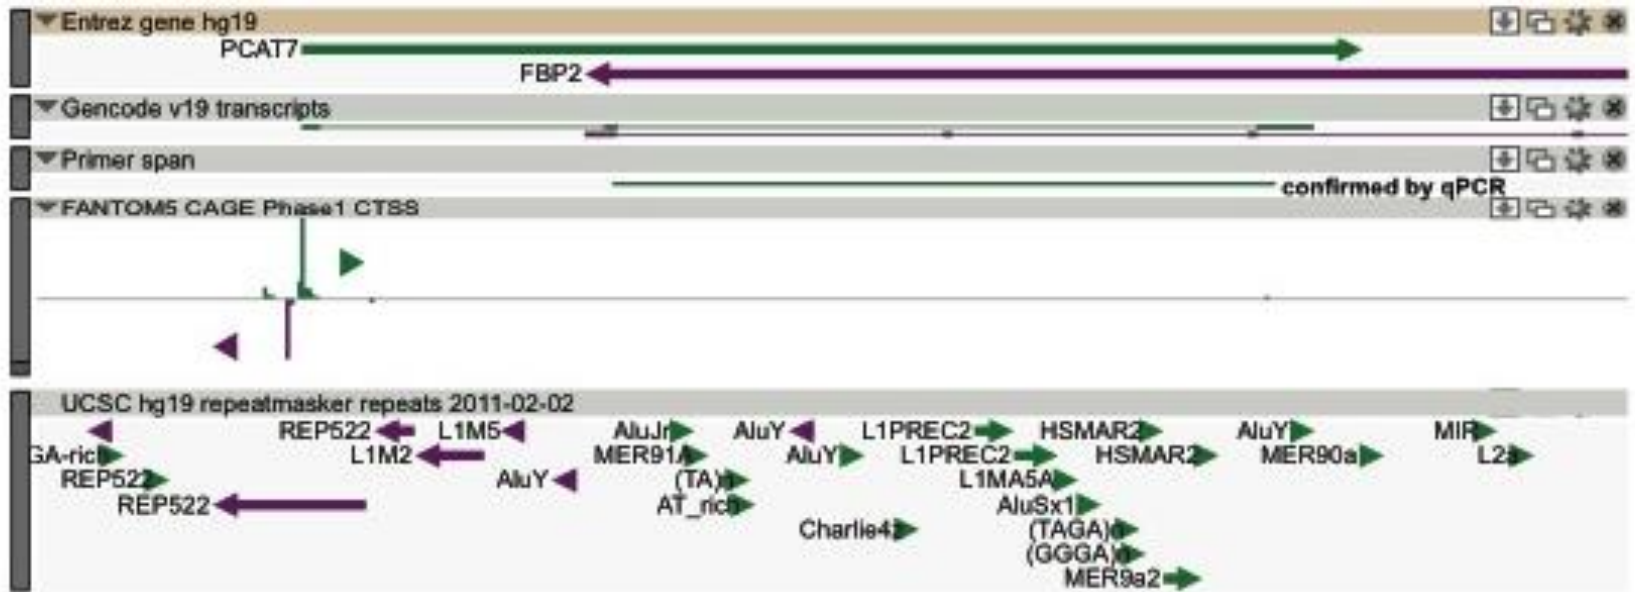 Entrez gene hg19
PCAT7
FBP2
Gencode v19 transcripts
Primer span
confirmed by qPCR
FANTOM5 CAGE Phase1 CTSS
UCSC hg19 repeatmasker repeats 2011-02-02
REP522 L1M5 AluJr AluY L1PREC2 HSMAR2 AluY MIR
GA-rich L1M2 MER91A AluY L1PREC2 HSMAR2 MER90a L2a
REP522 AluY (TA)n L1MA5A
REP522 AT_rich AluSx1
Charlie4z (TAGA)n
(GGGA)n
MER9a2